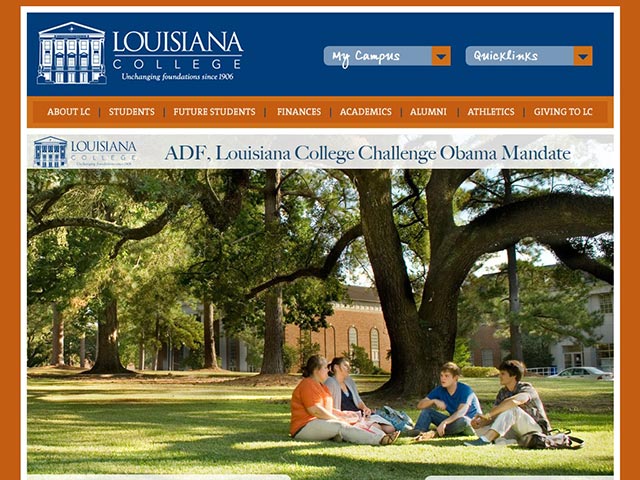 LOUISIANA
COLLEGE
Unchanging foundations since 1906
My Campus
Quicklinks
ABOUT LC | STUDENTS | FUTURE STUDENTS | FINANCES | ACADEMICS | ALUMNI | ATHLETICS | GIVING TO LC
LOUISIANA
COLLEGE
Unchanging foundations since 1906
ADF, Louisiana College Challenge Obama Mandate